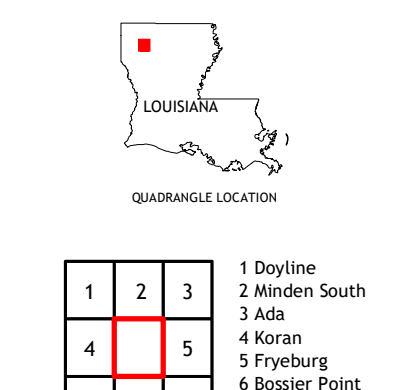 LOUISIANA
QUADRANGLE LOCATION
1 2 3
4 5
1 Doyline
2 Minden South
3 Ada
4 Koran
5 Fryeburg
6 Bossier Point